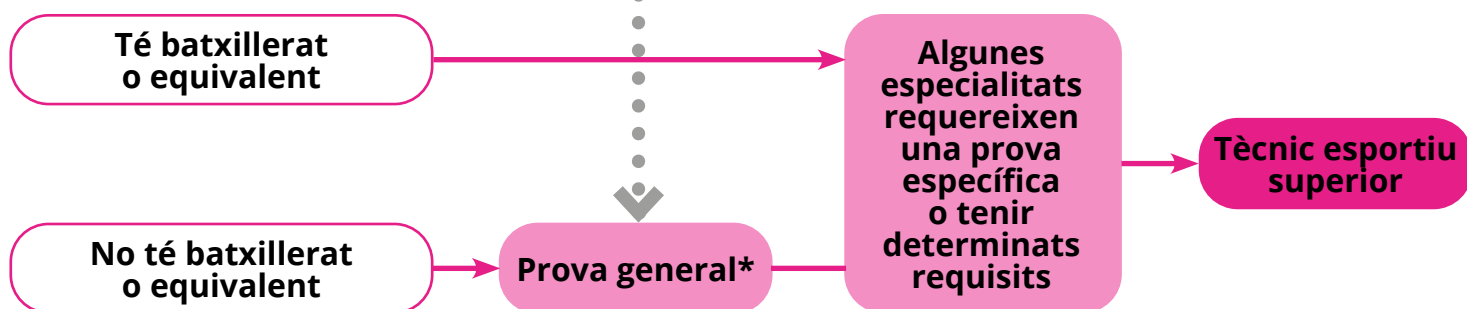 Té batxillerat
o equivalent
Algunes
especialitats
requereixen
una prova
específica
o tenir
determinats
requisits
Tècnic esportiu
superior
No té batxillerat
o equivalent
Prova general*